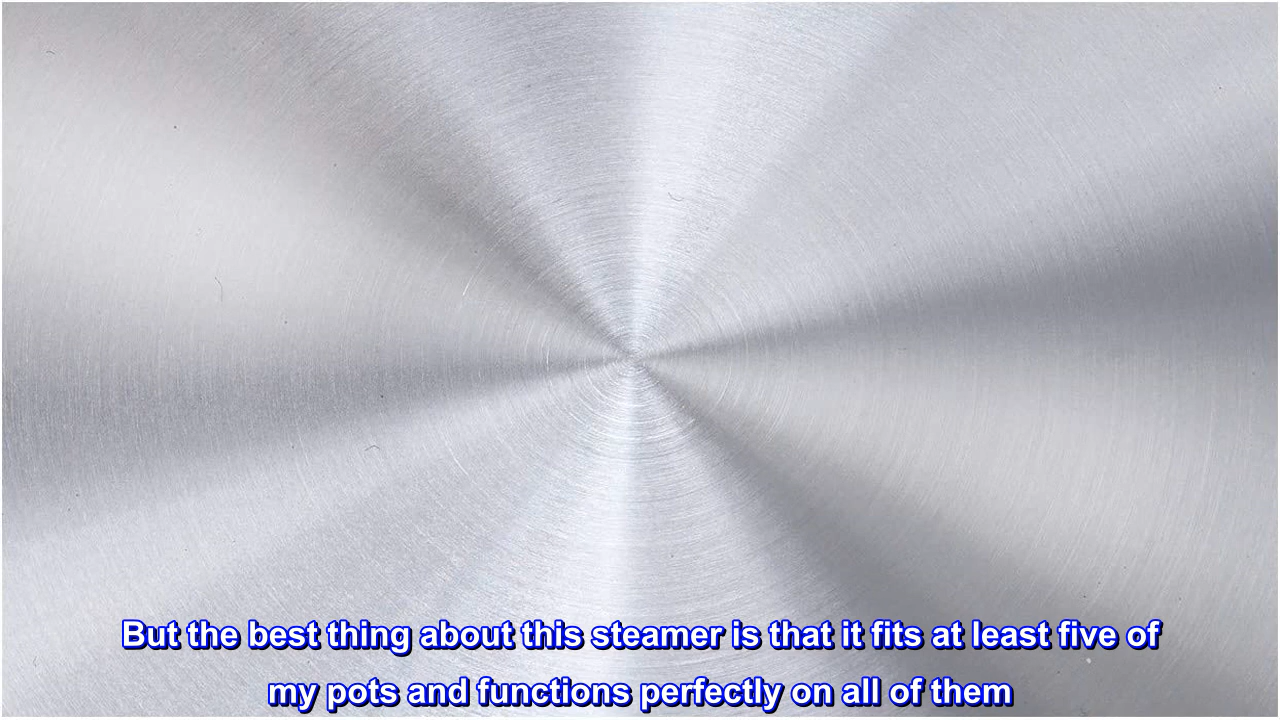 But the best thing about this steamer is that it fits at least five of
my pots and functions perfectly on all of them